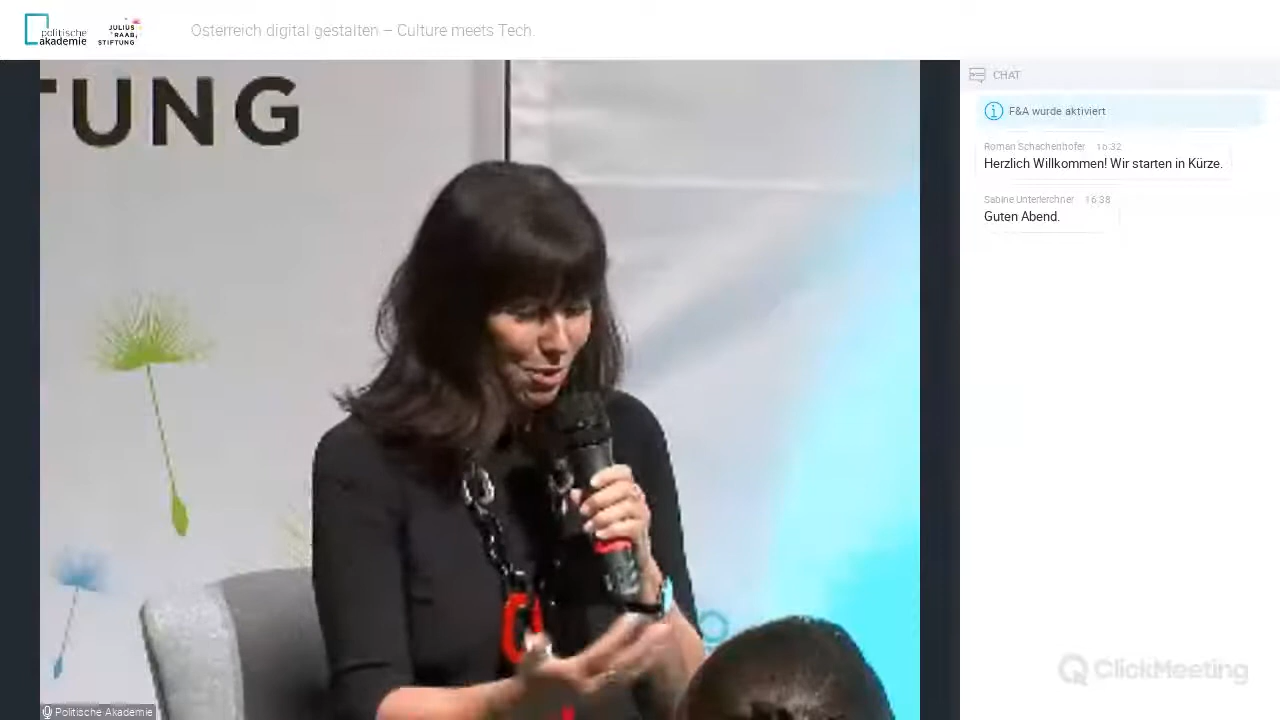 politische
akademie
JULIUS
RAAB
STIFTUNG
Österreich digital gestalten – Culture meets Tech.
TUNG
CHAT
F&A wurde aktiviert
Roman Schachenhofer 16:32
Herzlich Willkommen! Wir starten in Kürze.
Sabine Unterlerchner 16:38
Guten Abend.
Politische Akademie
ClickMeeting